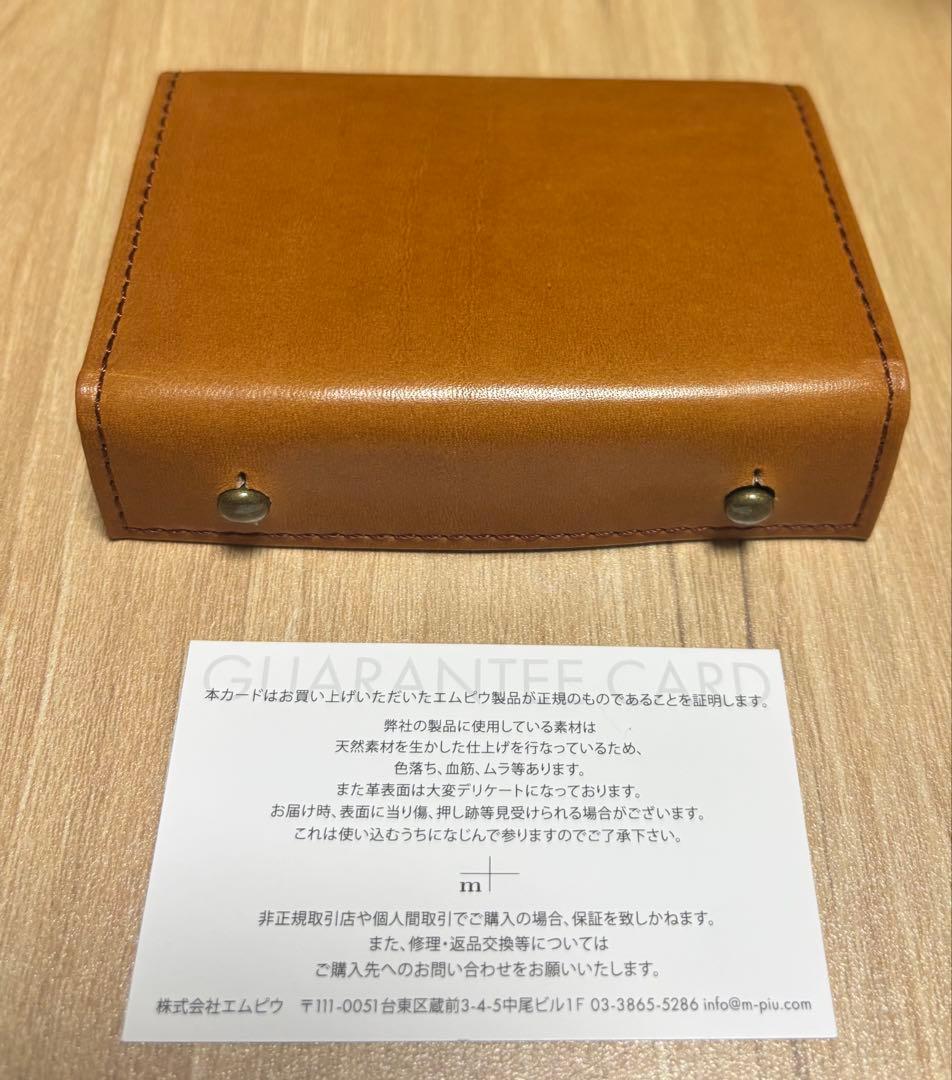 GUARANTEE CARD
本カードはお買い上げいただいたエムピウ製品が正規のものであることを証明します。
弊社の製品に使用している素材は
天然素材を生かした仕上げを行なっているため、
色落ち、血筋、ムラ等あります。
また革表面は大変デリケートになっております。
お届け時、表面に当り傷、押し跡等見受けられる場合がございます。
これは使い込むうちになじんで参りますのでご了承下さい。
m+
非正規取引店や個人間取引でご購入の場合、保証を致しかねます。
また、修理・返品交換等については
ご購入先へのお問い合わせをお願いいたします。
株式会社エムピウ 〒111-0051台東区蔵前3-4-5中尾ビル1F 03-3865-5286 info@m-piu.com